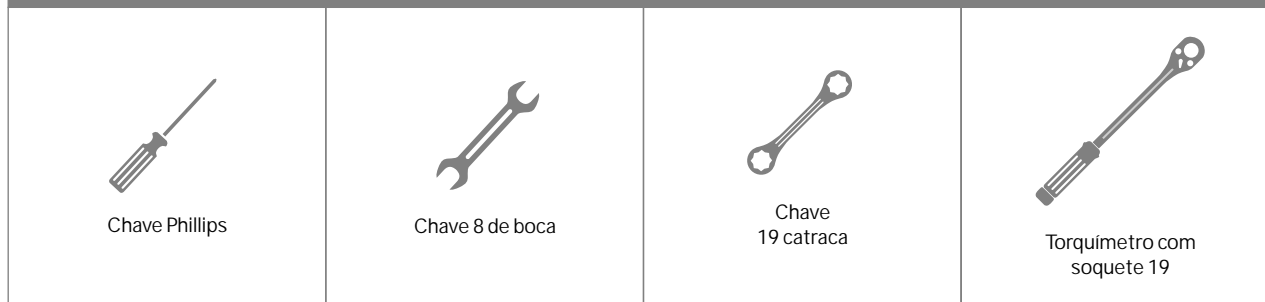 Chave Phillips
Chave 8 de boca
Chave
19 catraca
Torquímetro com
soquete 19